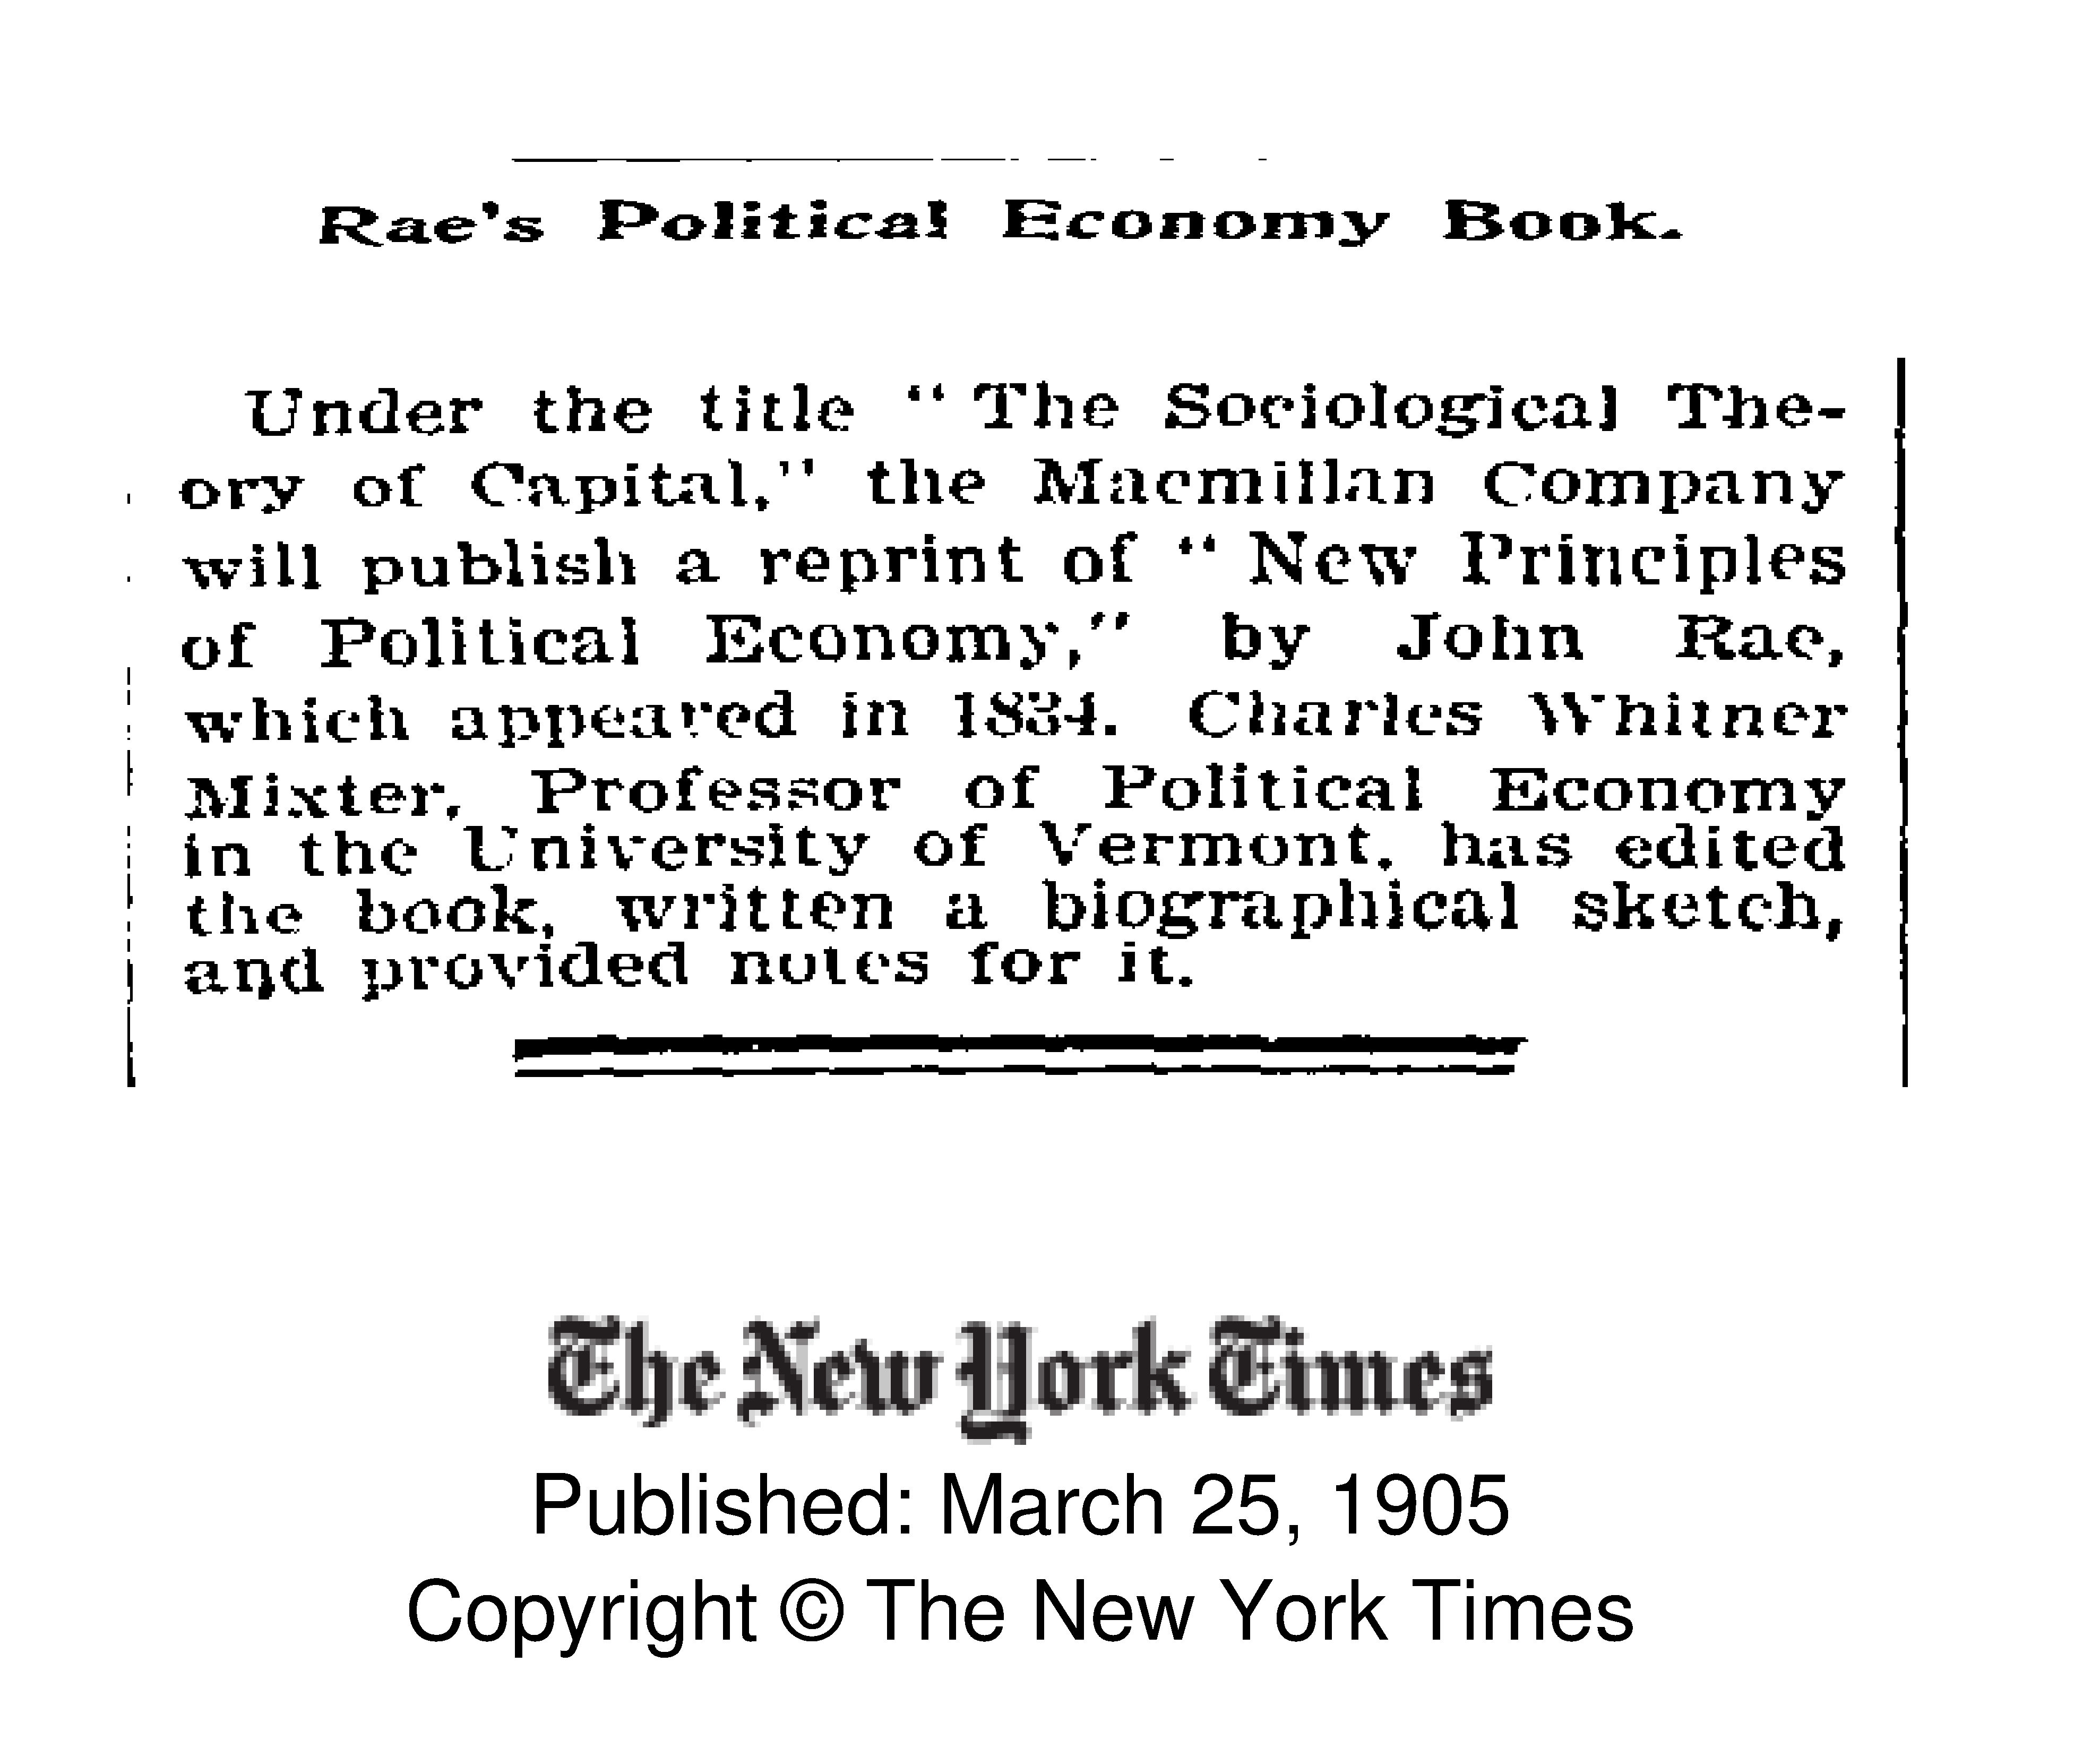 Rae's Political Economy Book.
Under the title “ The Sociological The-
ory of Capital,” the Macmillan Company
will publish a reprint of “ New Principles
of Political Economy,” by John Rae,
which appeared in 1834. Charles Whitner
Mixter, Professor of Political Economy
in the University of Vermont, has edited
the book, written a biographical sketch,
and provided notes for it.
The New York Times
Published: March 25, 1905
Copyright © The New York Times